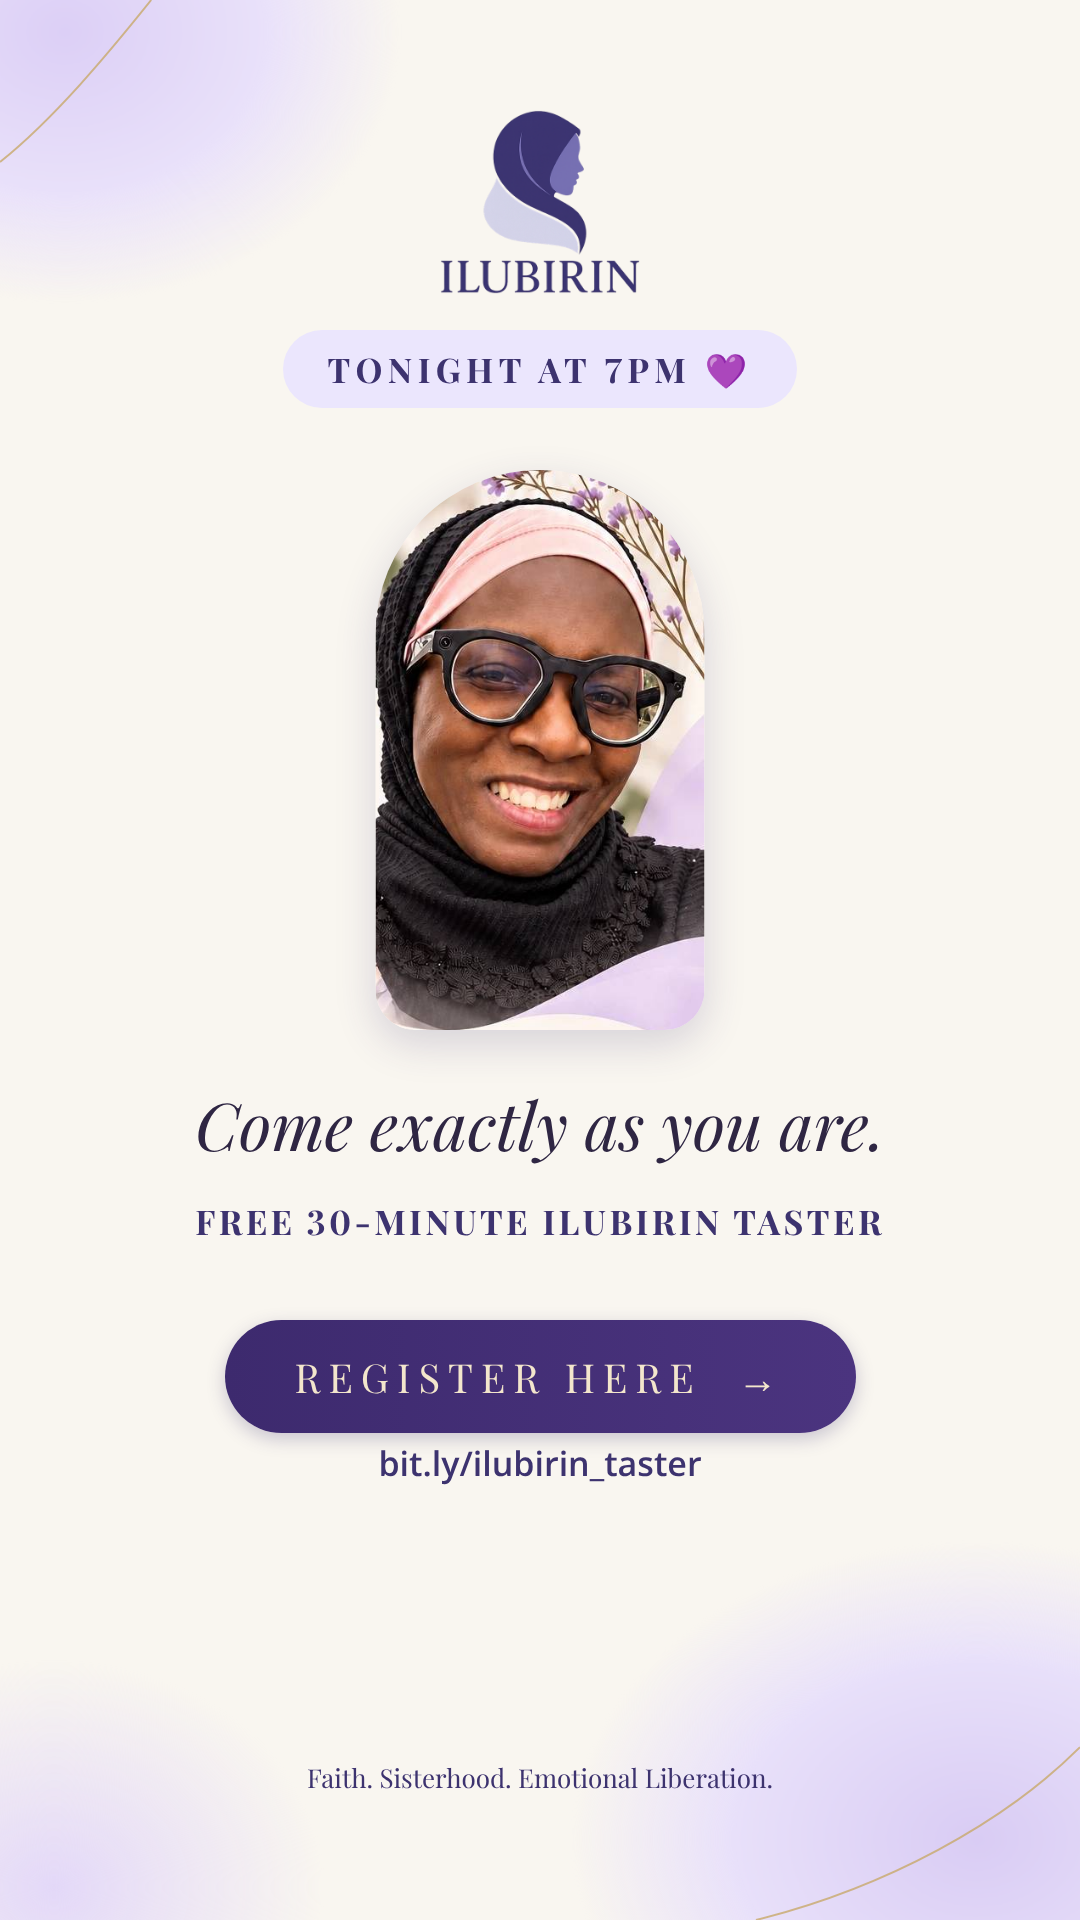 ILUBIRIN
TONIGHT AT 7PM 💜
Come exactly as you are.
FREE 30-MINUTE ILUBIRIN TASTER
REGISTER HERE →
bit.ly/ilubirin_taster
Faith. Sisterhood. Emotional Liberation.